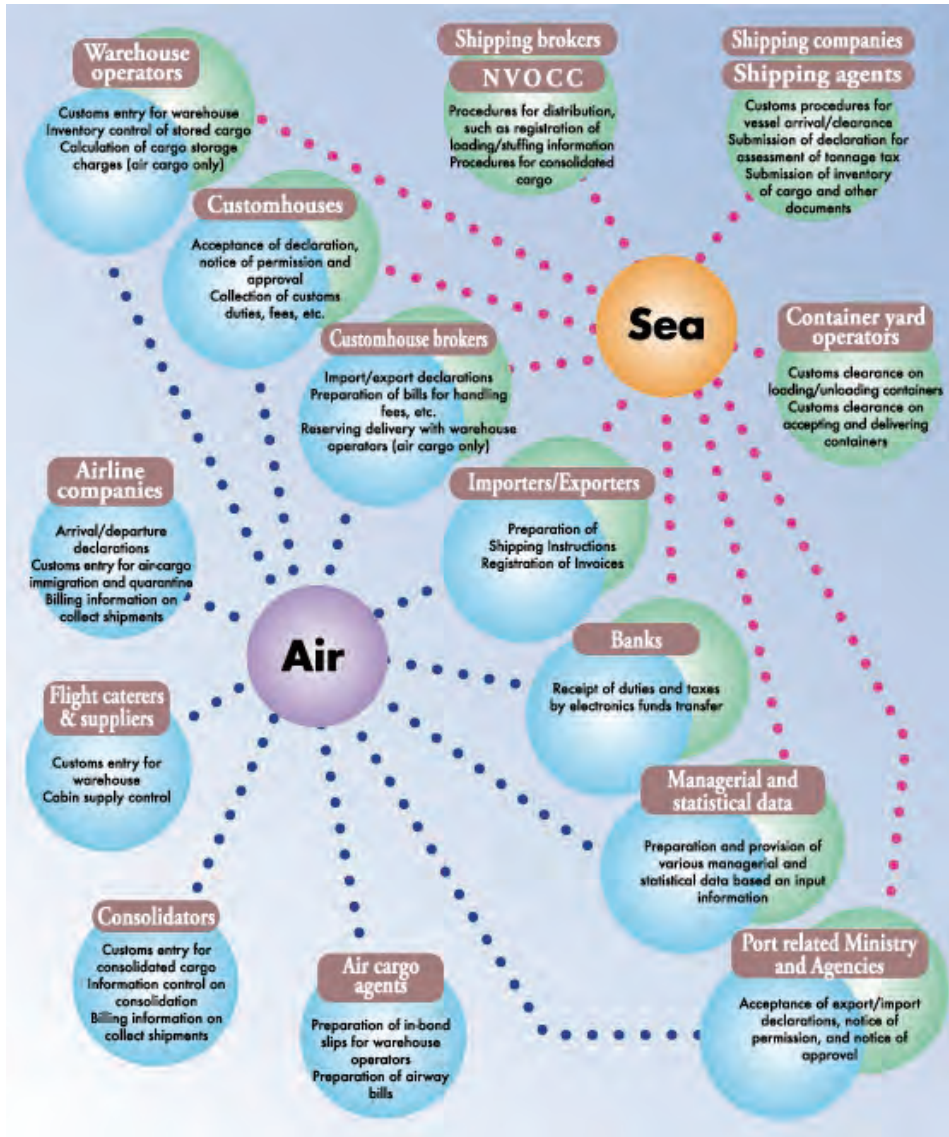 Warehouse
operators
Customs entry for warehouse
Inventory control of stored cargo
Calculation of cargo storage
charges (air cargo only)
Shipping brokers
NVOCC
Procedures for distribution,
such as registration of
loading/stuffing information
Procedures for consolidated
cargo
Shipping companies
Shipping agents
Customs procedures for
vessel arrival/clearance
Submission of declaration for
assessment of tonnage tax
Submission of inventory
of cargo and other
documents
Customhouses
Acceptance of declaration,
notice of permission and
approval
Collection of customs
duties, fees, etc.
Sea
Customhouse brokers
Import/export declarations
Preparation of bills for handling
fees, etc.
Reserving delivery with warehouse
operators (air cargo only)
Container yard
operators
Customs clearance on
loading/unloading containers
Customs clearance on
accepting and delivering
containers
Airline
companies
Arrival/departure
declarations
Customs entry for air-cargo
immigration and quarantine
Billing information on
collect shipments
Importers/Exporters
Preparation of
Shipping Instructions
Registration of Invoices
Air
Banks
Receipt of duties and taxes
by electronics funds transfer
Flight caterers
& suppliers
Customs entry for
warehouse
Cabin supply control
Managerial and
statistical data
Preparation and provision of
various managerial and
statistical data based an input
information
Consolidators
Customs entry for
consolidated cargo
Information control on
consolidation
Billing information on
collect shipments
Air cargo
agents
Preparation of in-bond
slips for warehouse
operators
Preparation of airway
bills
Port related Ministry
and Agencies
Acceptance of export/import
declarations, notice of
permission, and notice of
approval